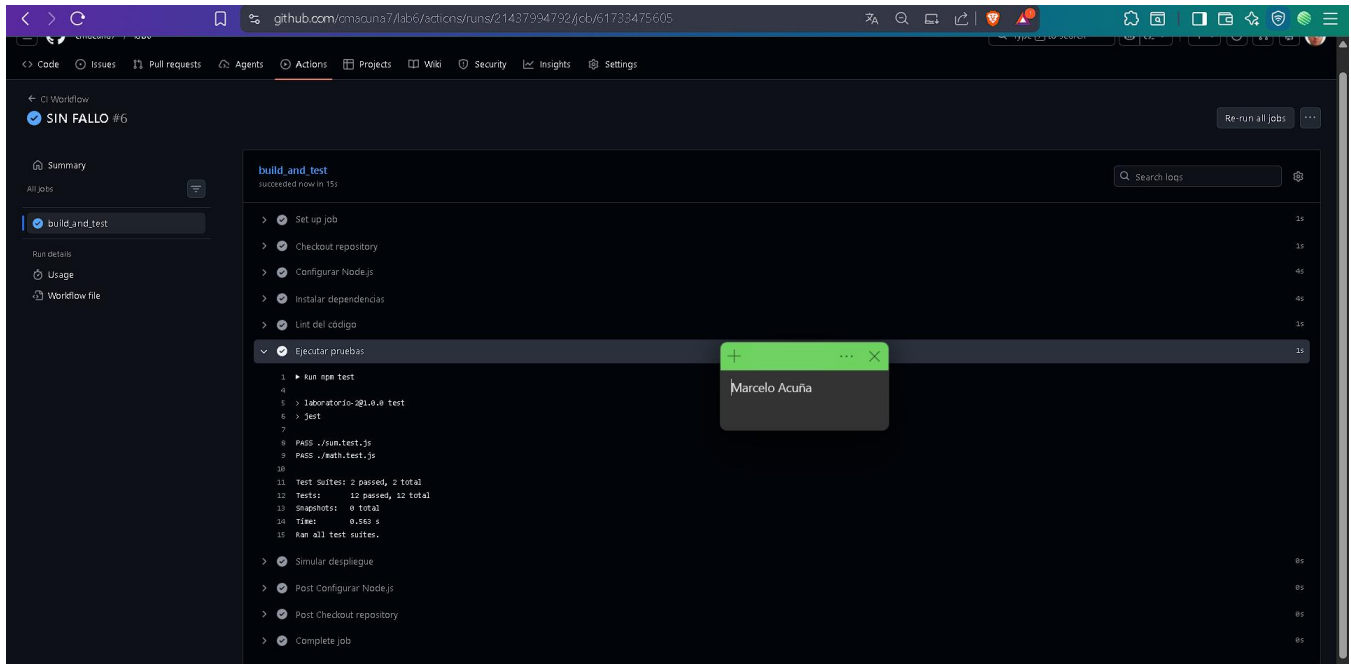 github.com/cmacuna7/lab6/actions/runs/21437994792/job/61733475605
Code Issues Pull requests Agents Actions Projects Wiki Security Insights Settings
CI Workflow
SIN FALLO #6
Re-run all jobs
Summary
All jobs
build_and_test
Run details
Usage
Workflow file
build_and_test
succeeded now in 15s
Search logs
Set up job 1s
Checkout repository 1s
Configurar Node.js 4s
Instalar dependencias 4s
Lint del código 1s
Ejecutar pruebas 1s
1 Run npm test
4
5 > laboratorio-2@1.0.0 test
6 > jest
7
8 PASS ./sum.test.js
9 PASS ./math.test.js
10
11 Test Suites: 2 passed, 2 total
12 Tests: 12 passed, 12 total
13 Snapshots: 0 total
14 Time: 0.563 s
15 Ran all test suites.
Marcelo Acuña
Simular despliegue 0s
Post Configurar Node.js 0s
Post Checkout repository 0s
Complete job 0s